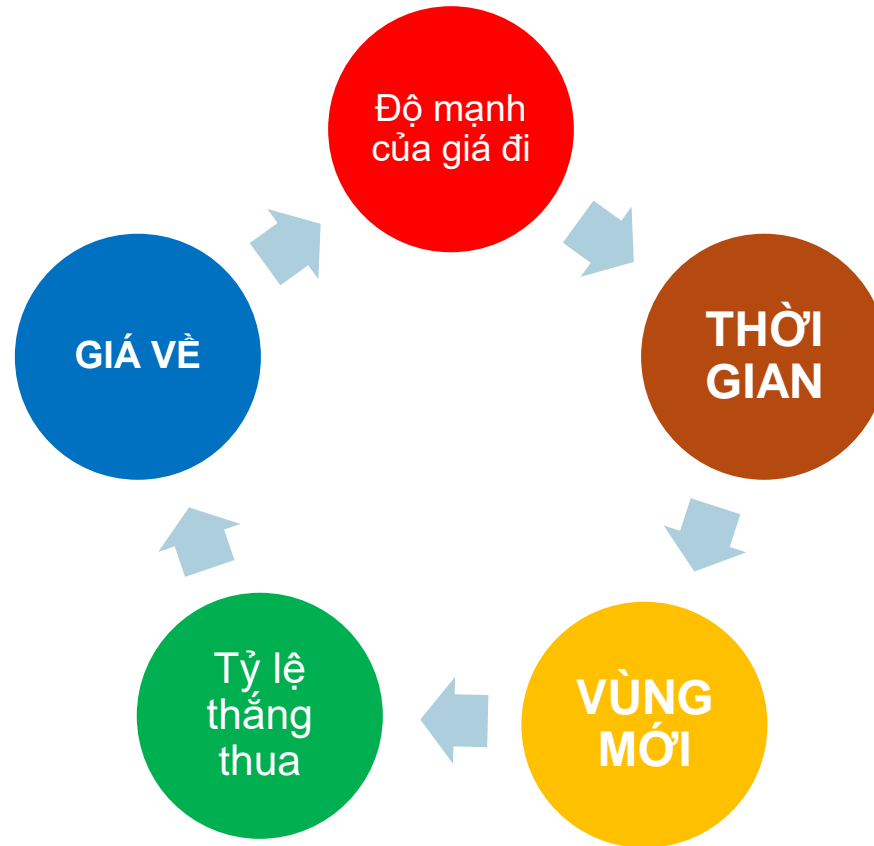 Độ mạnh
của giá đi
THỜI
GIAN
VÙNG
MỚI
Tỷ lệ
thắng
thua
GIÁ VỀ